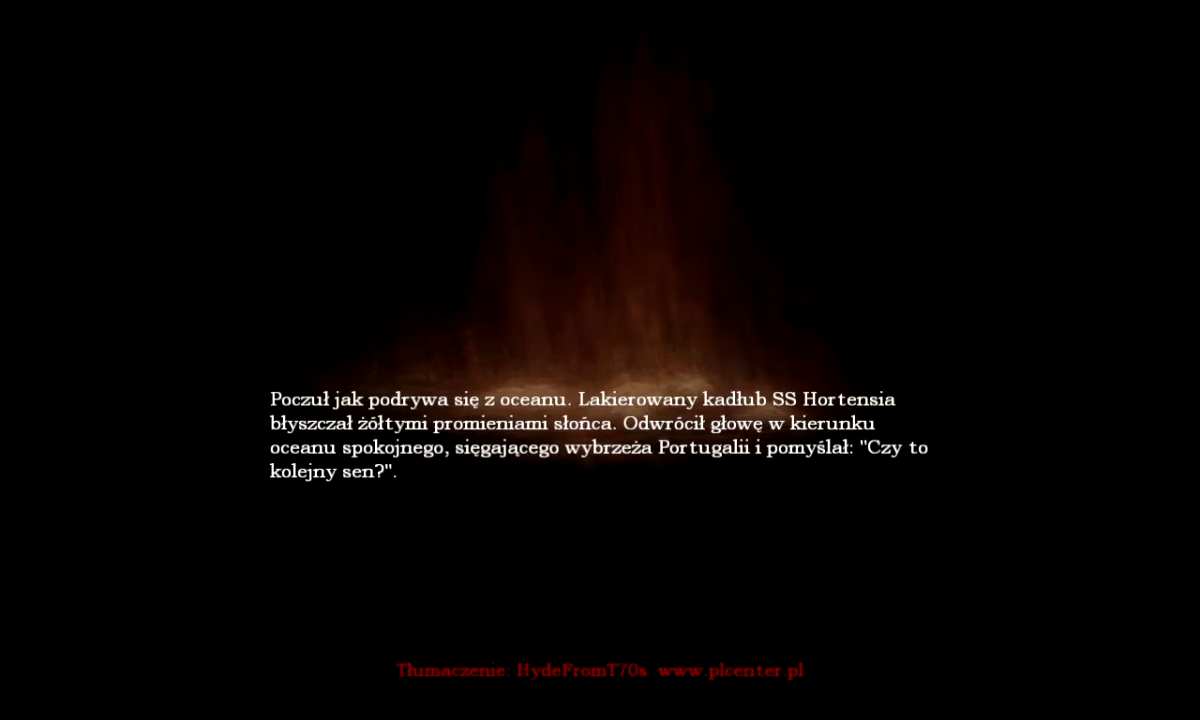 Poczuł jak podrywa się z oceanu. Lakierowany kadłub SS Hortensia
błyszczał żółtymi promieniami słońca. Odwrócił głowę w kierunku
oceanu spokojnego, sięgającego wybrzeża Portugalii i pomyślał: "Czy to
kolejny sen?".
Tłumaczenie: HydeFromT70s www.plcenter.pl